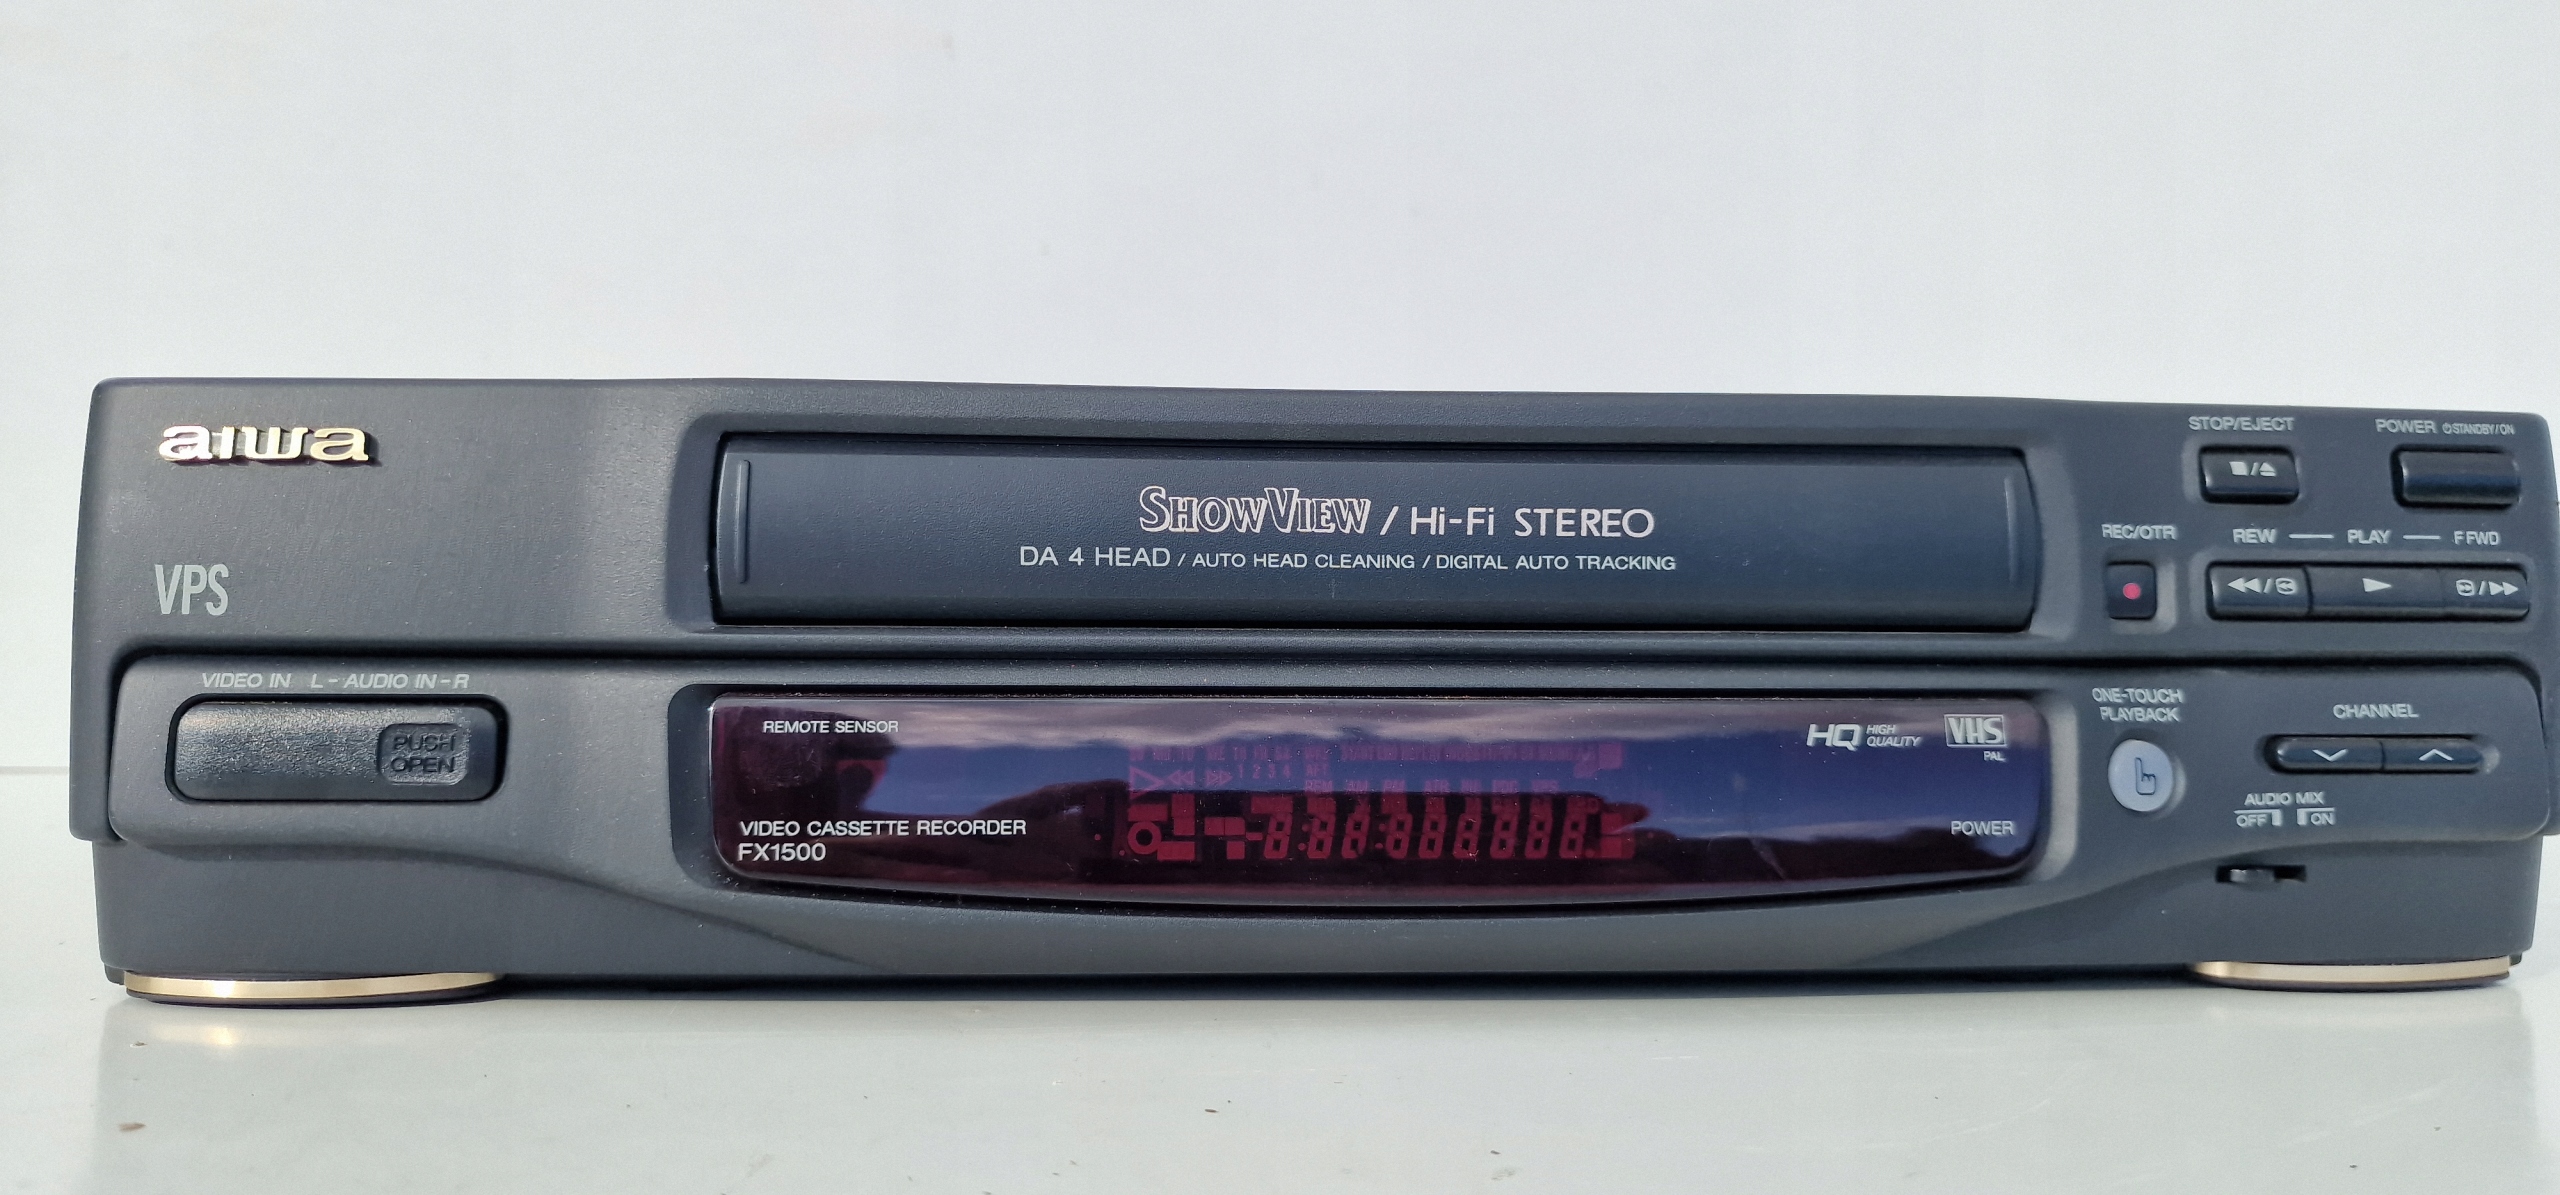 aiwa
VPS
SHOWVIEW / Hi-Fi STEREO
DA 4 HEAD / AUTO HEAD CLEANING / DIGITAL AUTO TRACKING
STOP/EJECT
POWER STANDBY/ON
REC/OTR
REW PLAY F FWD
VIDEO IN L - AUDIO IN - R
PUSH
OPEN
REMOTE SENSOR
HQ HIGH QUALITY
VHS
PAL
VIDEO CASSETTE RECORDER
FX1500
POWER
ONE-TOUCH
PLAYBACK
CHANNEL
AUDIO MIX
OFF ON